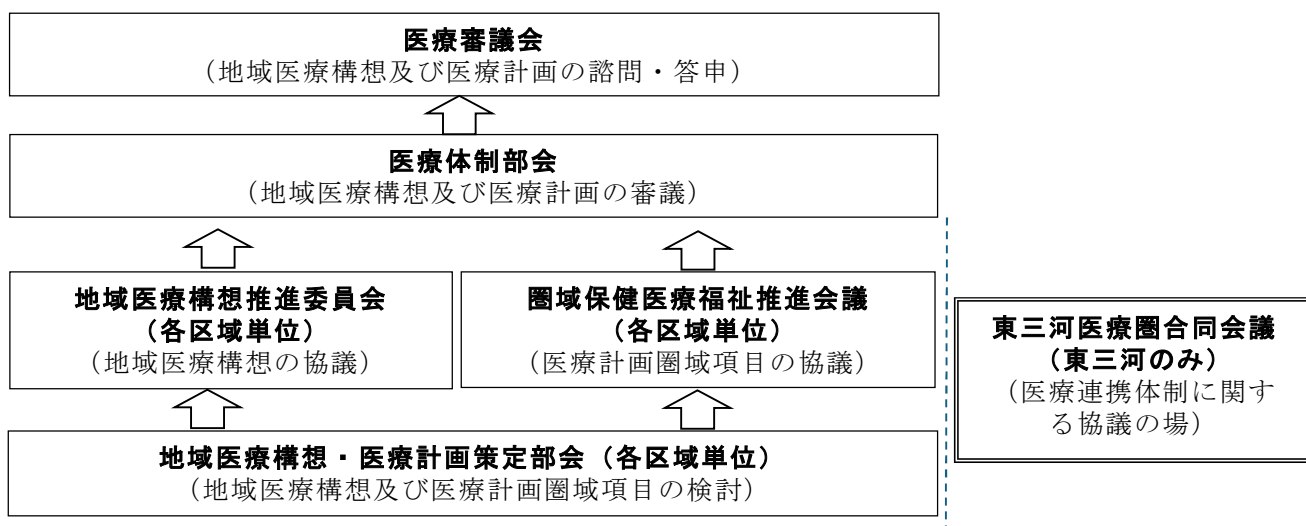 医療審議会
（地域医療構想及び医療計画の諮問・答申）
医療体制部会
（地域医療構想及び医療計画の審議）
地域医療構想推進委員会
（各区域単位）
（地域医療構想の協議）
圏域保健医療福祉推進会議
（各区域単位）
（医療計画圏域項目の協議）
地域医療構想・医療計画策定部会（各区域単位）
（地域医療構想及び医療計画圏域項目の検討）
東三河医療圏合同会議
（東三河のみ）
（医療連携体制に関す
る協議の場）